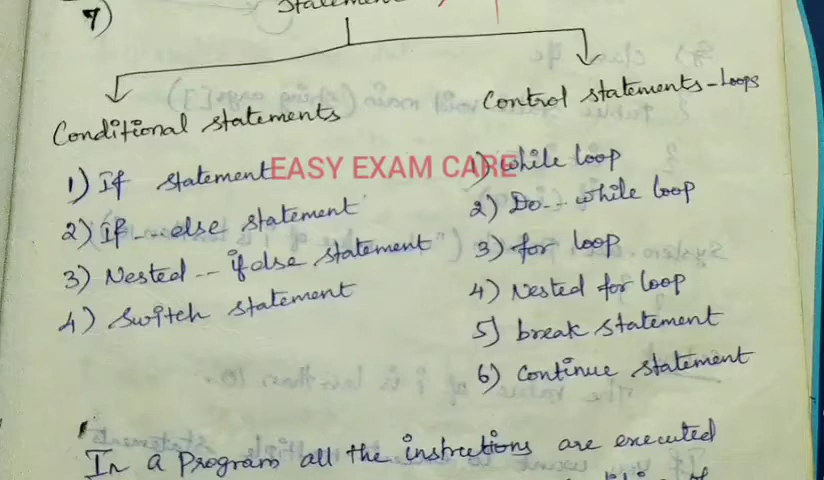 7)
Statement
Conditional statements
1) If statement
2) If - else statement
3) Nested -- if else statement
4) Switch statement
Control statements - Loops
1) while loop
2) Do -- while loop
3) for loop
4) Nested for loop
5) break statement
6) Continue statement
EASY EXAM CARE
In a program all the instructions are executed